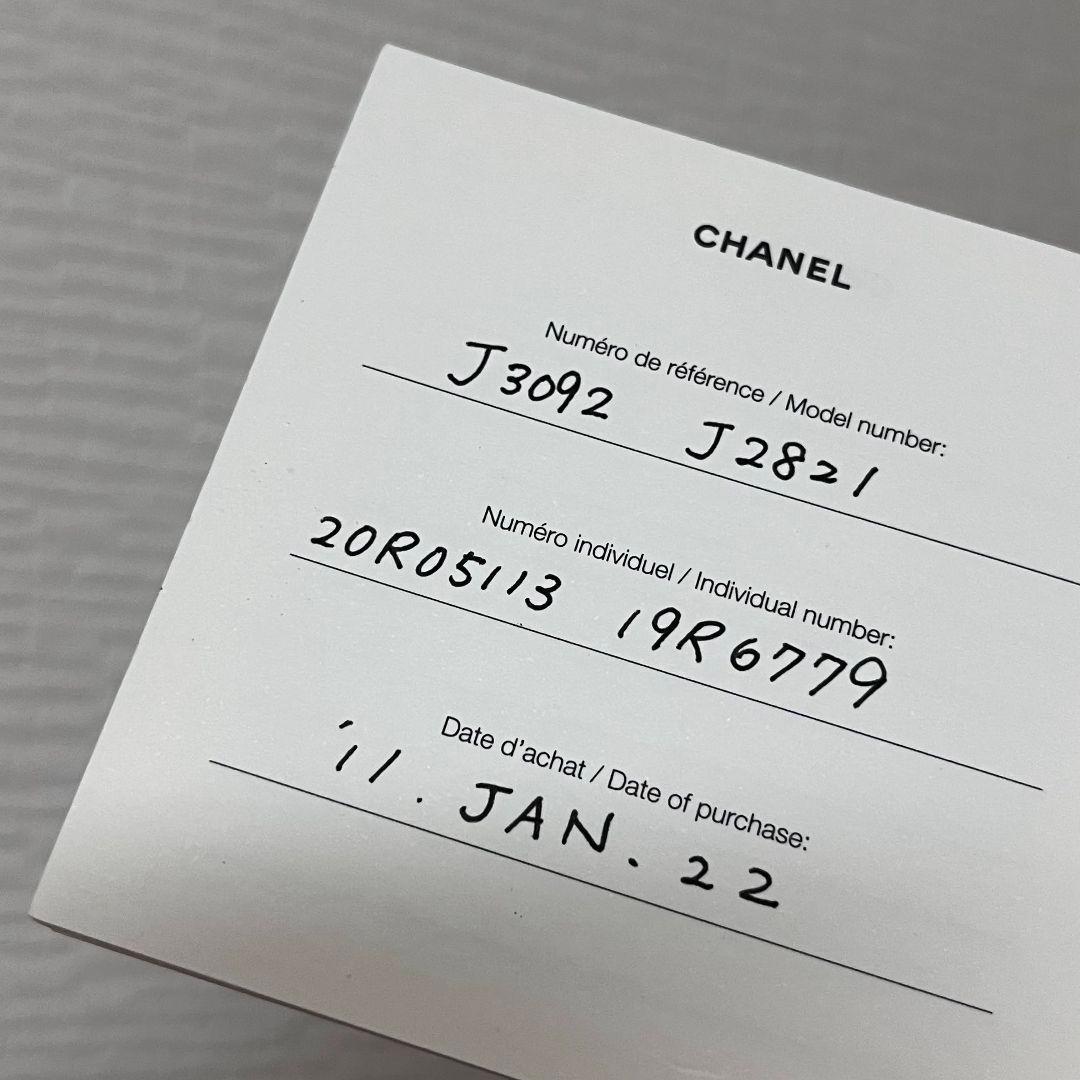 CHANEL
Numéro de référence / Model number:
J3092 J2821
Numéro individuel / Individual number:
20R05113 19R6779
Date d'achat / Date of purchase:
'11. JAN. 22